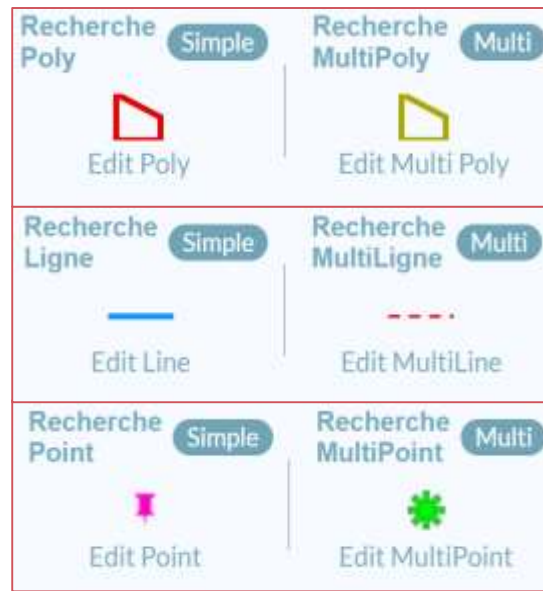 Recherche Poly Simple
Edit Poly
Recherche MultiPoly Multi
Edit Multi Poly
Recherche Ligne Simple
Edit Line
Recherche MultiLigne Multi
Edit MultiLine
Recherche Point Simple
Edit Point
Recherche MultiPoint Multi
Edit MultiPoint